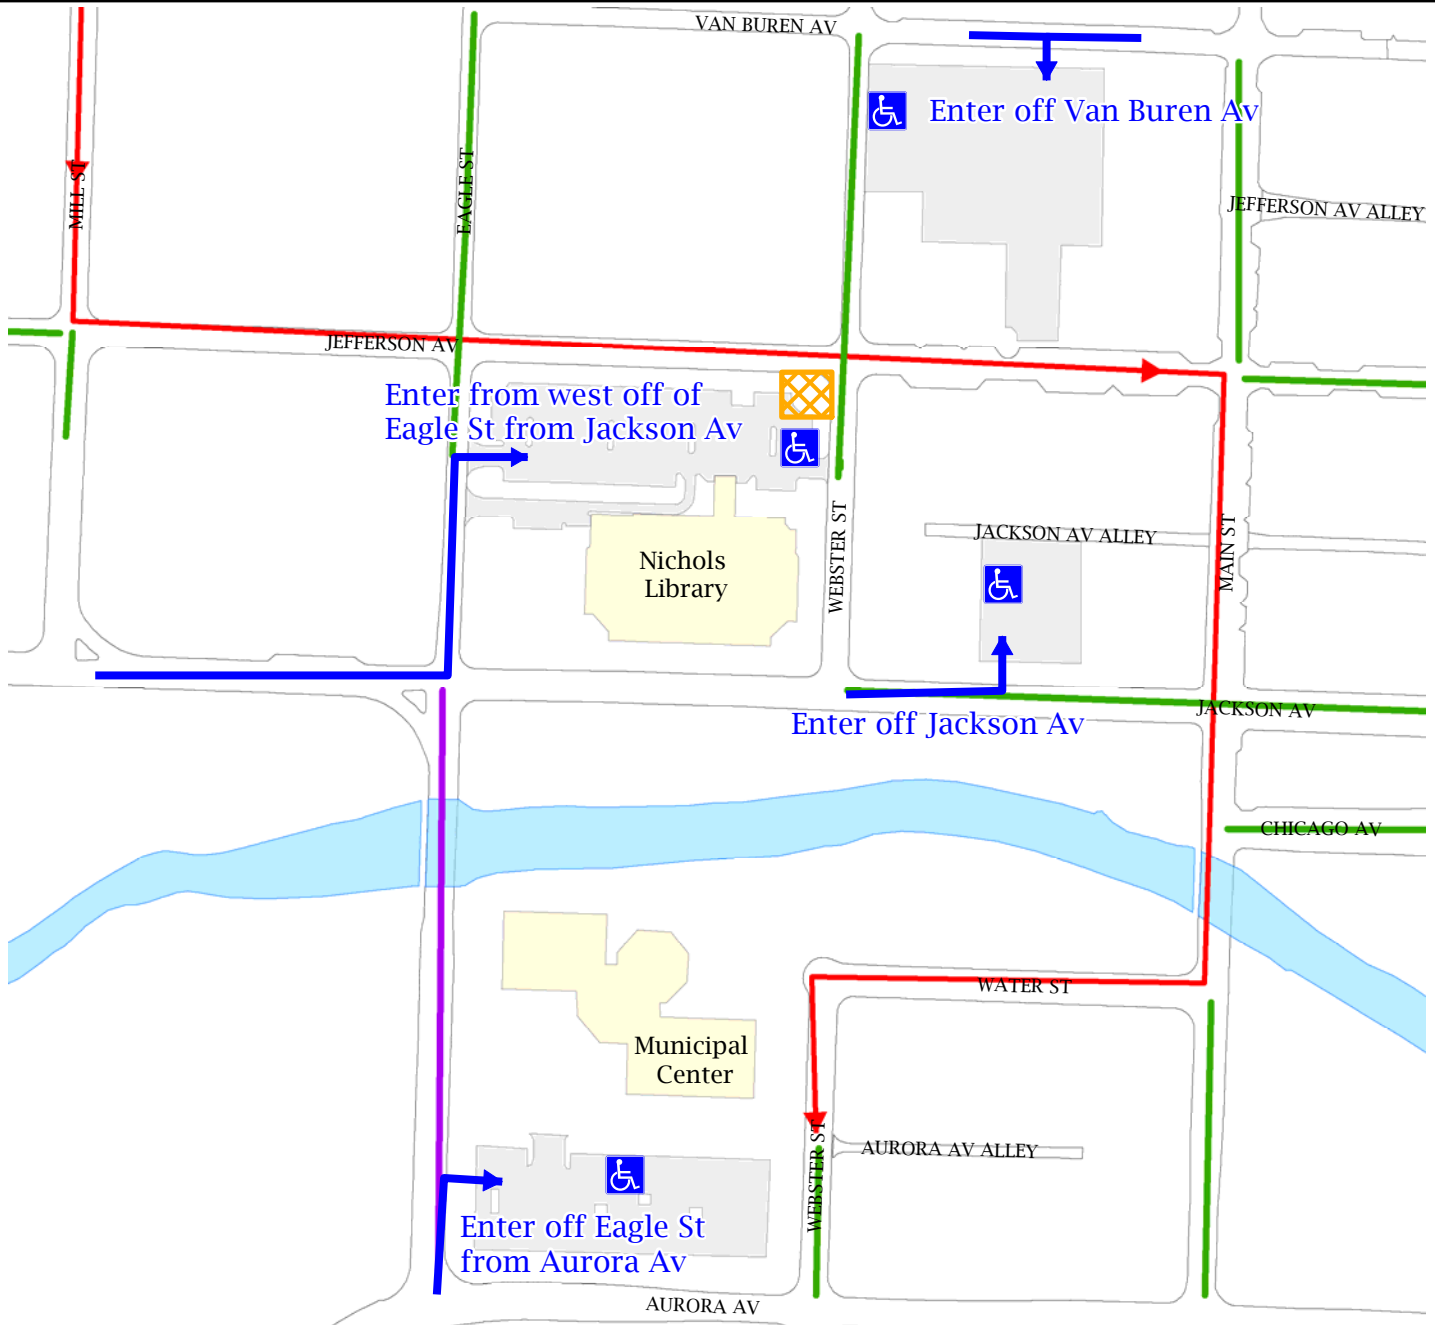 VAN BUREN AV
Enter off Van Buren Av
MILL ST
EAGLE ST
JEFFERSON AV ALLEY
JEFFERSON AV
Enter from west off of
Eagle St from Jackson Av
WEBSTER ST
JACKSON AV ALLEY
MAIN ST
Nichols
Library
JACKSON AV
Enter off Jackson Av
CHICAGO AV
WATER ST
Municipal
Center
WEBSTER ST
AURORA AV ALLEY
Enter off Eagle St
from Aurora Av
AURORA AV